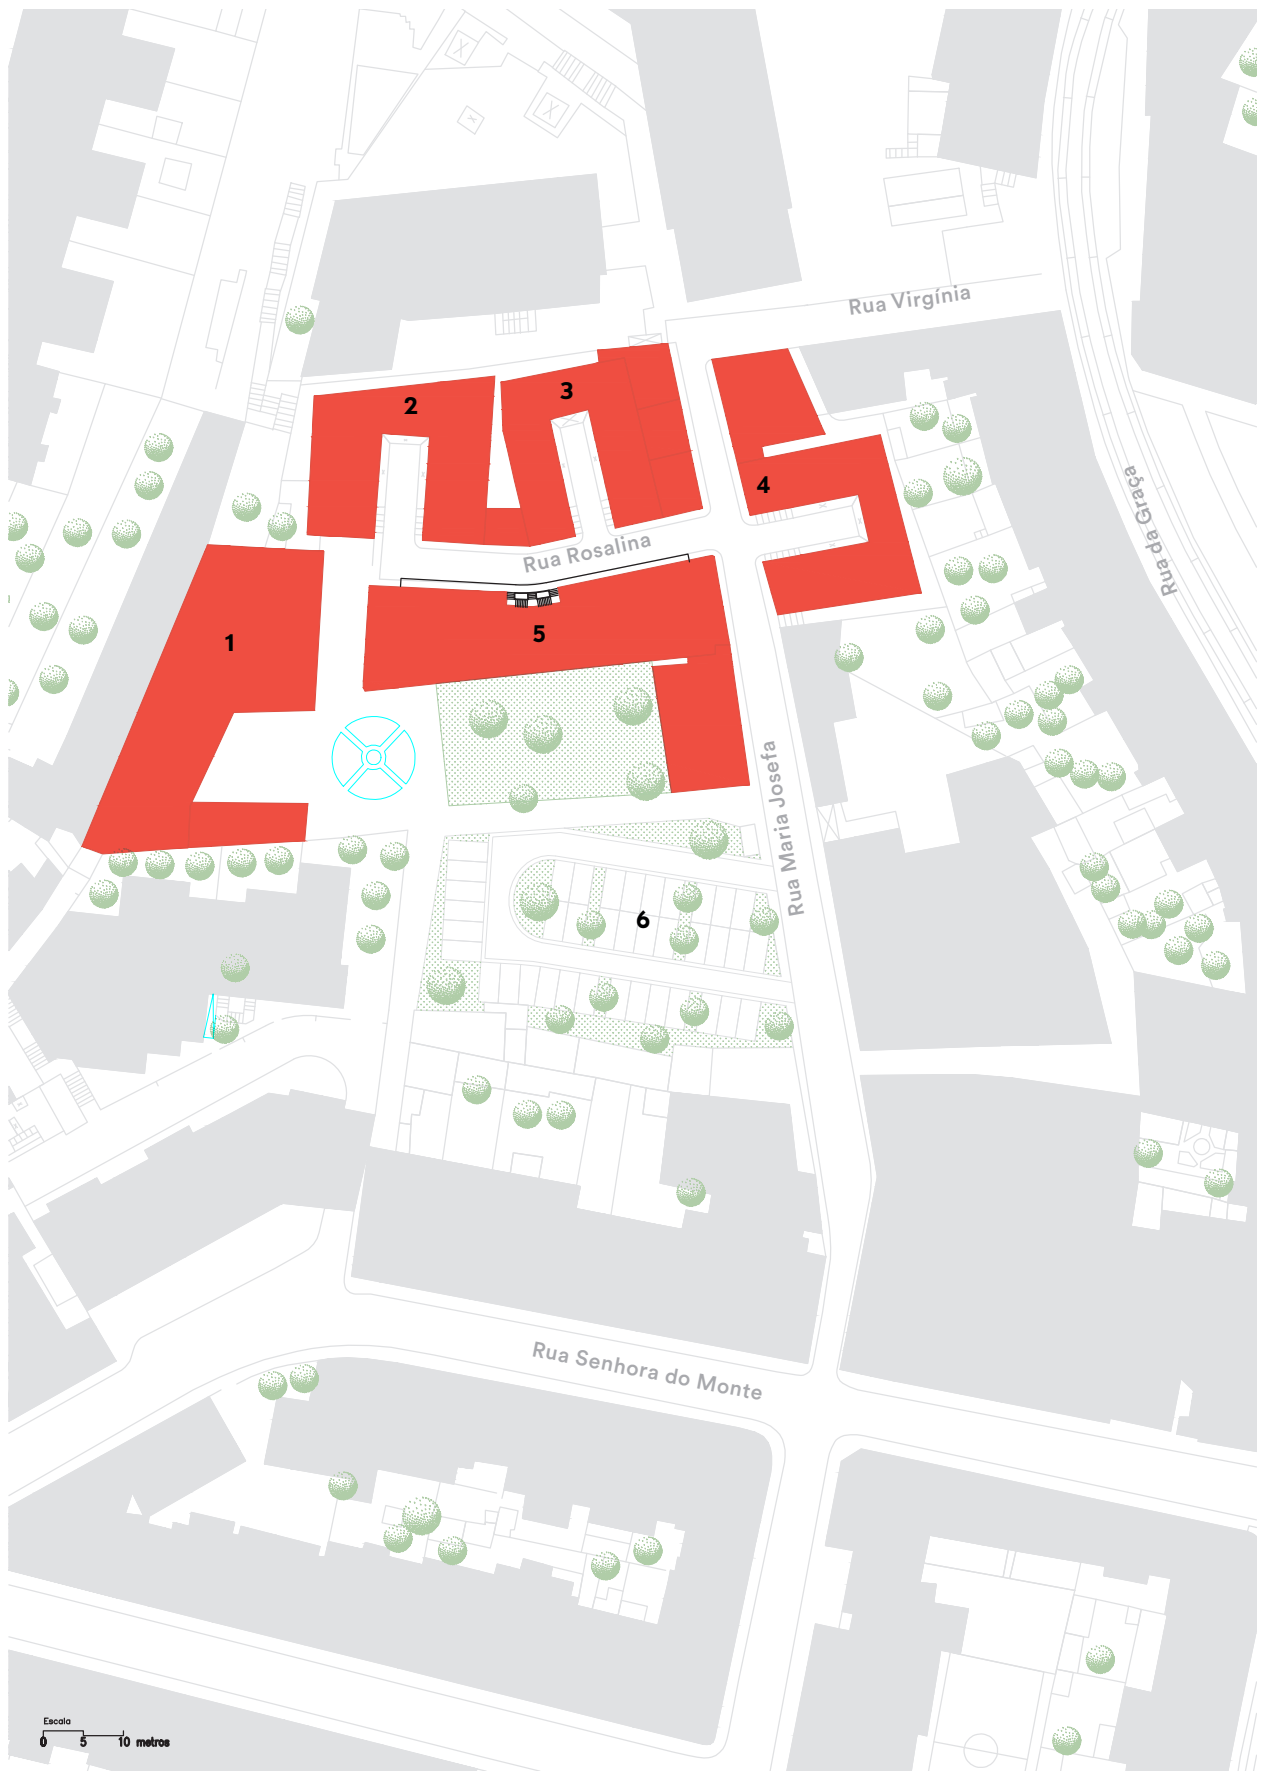 Rua Virgínia
3
2
4
Rua da Graça
Rua Rosalina
5
1
Rua Maria Josefa
6
Rua Senhora do Monte
Escala
0 5 10 metros